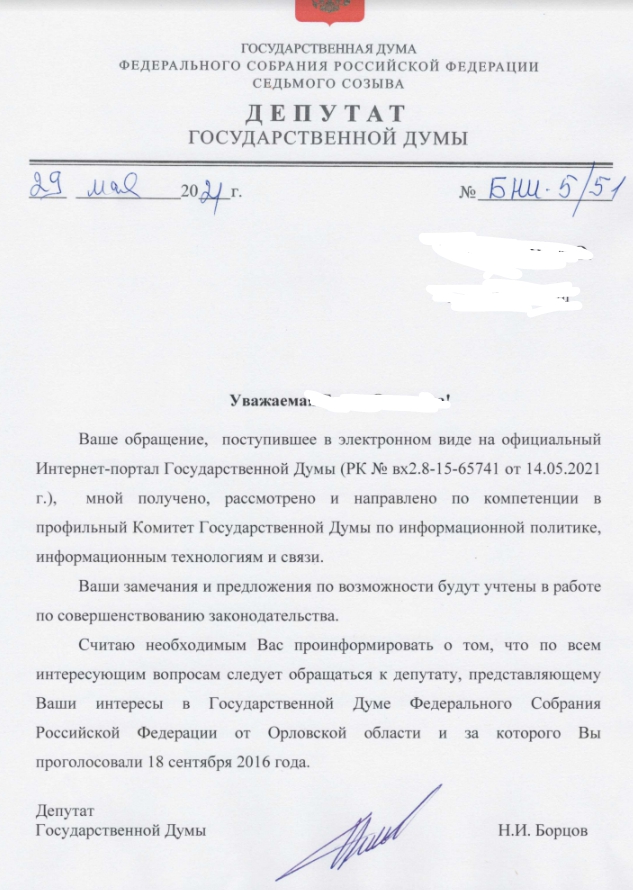 ГОСУДАРСТВЕННАЯ ДУМА
ФЕДЕРАЛЬНОГО СОБРАНИЯ РОССИЙСКОЙ ФЕДЕРАЦИИ
СЕДЬМОГО СОЗЫВА
ДЕПУТАТ
ГОСУДАРСТВЕННОЙ ДУМЫ
29 мая 2021 г. № БНИ-5/51
Уважаемая !
Ваше обращение, поступившее в электронном виде на официальный
Интернет-портал Государственной Думы (РК № вх2.8-15-65741 от 14.05.2021
г.), мной получено, рассмотрено и направлено по компетенции в
профильный Комитет Государственной Думы по информационной политике,
информационным технологиям и связи.
Ваши замечания и предложения по возможности будут учтены в работе
по совершенствованию законодательства.
Считаю необходимым Вас проинформировать о том, что по всем
интересующим вопросам следует обращаться к депутату, представляющему
Ваши интересы в Государственной Думе Федерального Собрания
Российской Федерации от Орловской области и за которого Вы
проголосовали 18 сентября 2016 года.
Депутат
Государственной Думы Н.И. Борцов